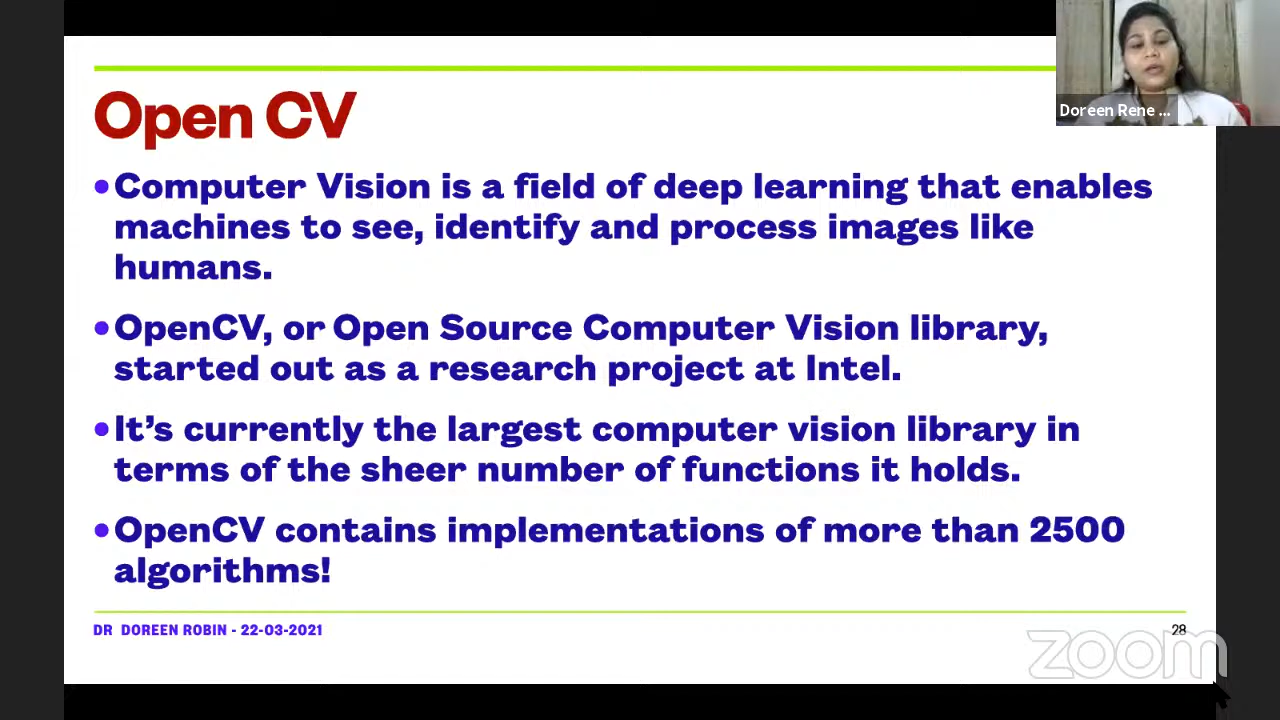 Doreen Rene ...
Open CV
•Computer Vision is a field of deep learning that enables
machines to see, identify and process images like
humans.
•OpenCV, or Open Source Computer Vision library,
started out as a research project at Intel.
•It’s currently the largest computer vision library in
terms of the sheer number of functions it holds.
•OpenCV contains implementations of more than 2500
algorithms!
DR DOREEN ROBIN - 22-03-2021
28
zoom